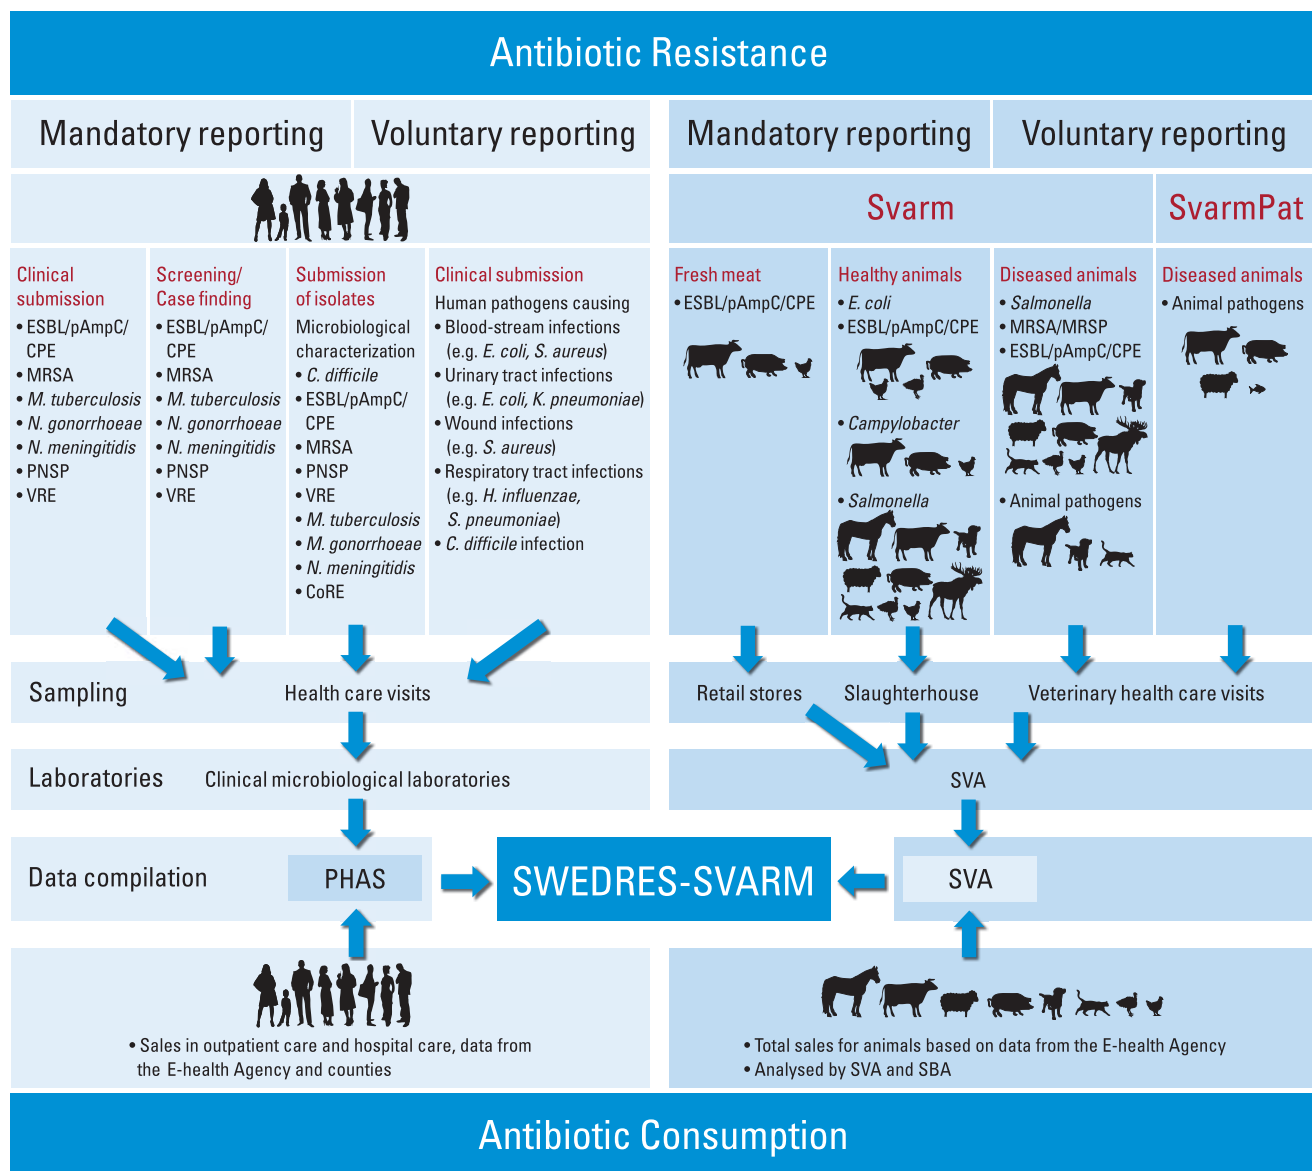 Antibiotic Resistance
Mandatory reporting
Voluntary reporting
Clinical
submission
• ESBL/pAmpC/
CPE
• MRSA
• M. tuberculosis
• N. gonorrhoeae
• N. meningitidis
• PNSP
• VRE
Screening/
Case finding
• ESBL/pAmpC/
CPE
• MRSA
• M. tuberculosis
• N. gonorrhoeae
• N. meningitidis
• PNSP
• VRE
Submission
of isolates
Microbiological
characterization
• C. difficile
• ESBL/pAmpC/
CPE
• MRSA
• PNSP
• VRE
• M. tuberculosis
• M. gonorrhoeae
• N. meningitidis
• CoRE
Clinical submission
Human pathogens causing
• Blood-stream infections
(e.g. E. coli, S. aureus)
• Urinary tract infections
(e.g. E. coli, K. pneumoniae)
• Wound infections
(e.g. S. aureus)
• Respiratory tract infections
(e.g. H. influenzae,
S. pneumoniae)
• C. difficile infection
Mandatory reporting
Voluntary reporting
Svarm
SvarmPat
Fresh meat
• ESBL/pAmpC/CPE
Healthy animals
• E. coli
• ESBL/pAmpC/CPE
• Campylobacter
• Salmonella
Diseased animals
• Salmonella
• MRSA/MRSP
• ESBL/pAmpC/CPE
• Animal pathogens
Diseased animals
• Animal pathogens
Sampling
Health care visits
Retail stores
Slaughterhouse
Veterinary health care visits
Laboratories
Clinical microbiological laboratories
SVA
Data compilation
PHAS
SWEDRES-SVARM
SVA
• Sales in outpatient care and hospital care, data from
the E-health Agency and counties
• Total sales for animals based on data from the E-health Agency
• Analysed by SVA and SBA
Antibiotic Consumption